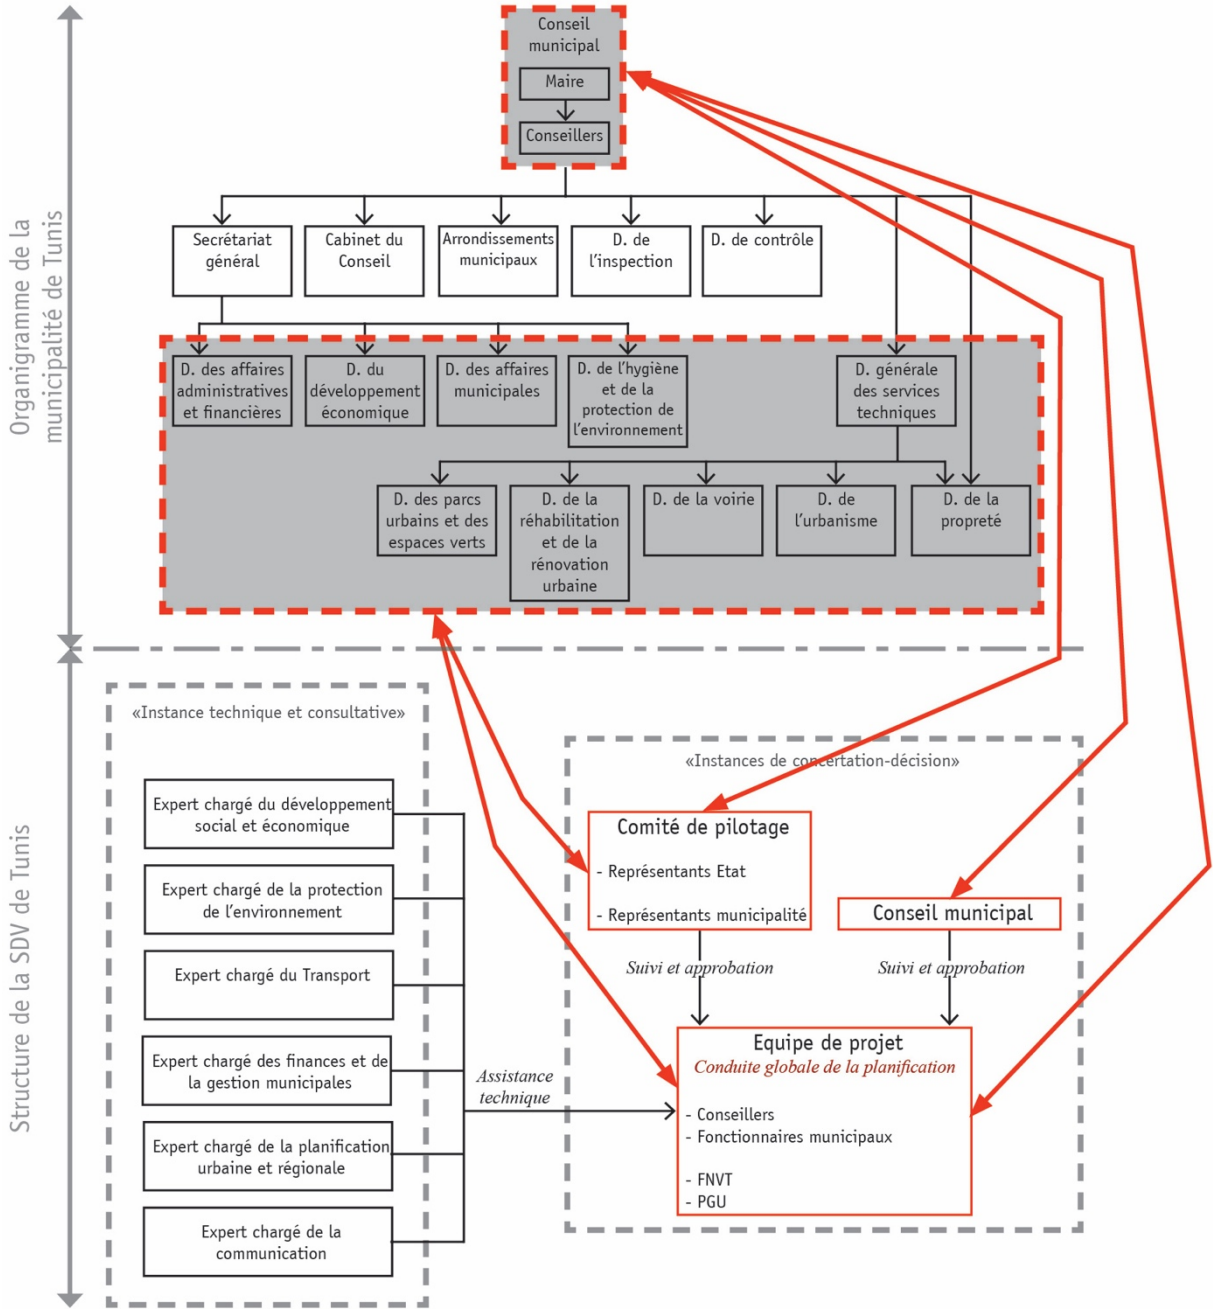 Conseil
municipal
Maire
Conseillers
Organigramme de la
municipalité de Tunis
Secrétariat
général
Cabinet du
Conseil
Arrondissements
municipaux
D. de
l'inspection
D. de contrôle
D. des affaires
administratives
et financières
D. du
développement
économique
D. des affaires
municipales
D. de l'hygiène
et de la
protection de
l'environnement
D. générale
des services
techniques
D. des parcs
urbains et des
espaces verts
D. de la
réhabilitation
et de la
rénovation
urbaine
D. de la voirie
D. de
l'urbanisme
D. de la
propreté
Structure de la SDV de Tunis
«Instance technique et consultative»
Expert chargé du développement
social et économique
Expert chargé de la protection
de l'environnement
Expert chargé du Transport
Expert chargé des finances et de
la gestion municipales
Expert chargé de la planification
urbaine et régionale
Expert chargé de la
communication
Assistance
technique
«Instances de concertation-décision»
Comité de pilotage
- Représentants Etat
- Représentants municipalité
Conseil municipal
Suivi et approbation
Suivi et approbation
Equipe de projet
Conduite globale de la planification
- Conseillers
- Fonctionnaires municipaux
- FNVT
- PGU